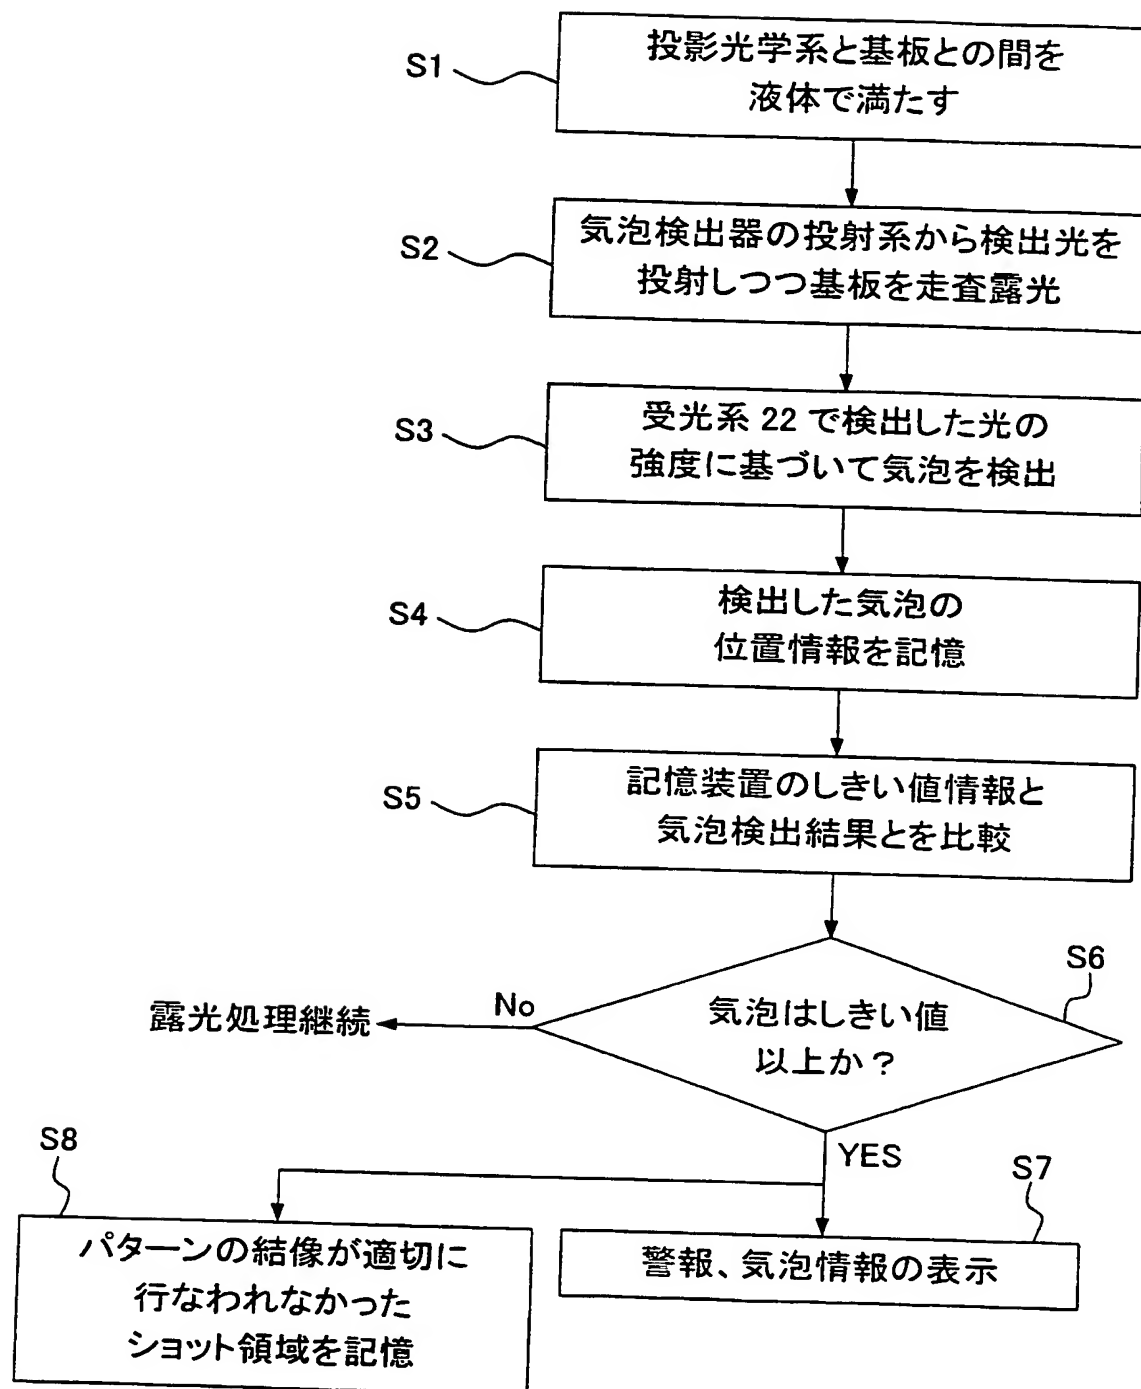 S1
投影光学系と基板との間を
液体で満たす
S2
気泡検出器の投射系から検出光を
投射しつつ基板を走査露光
S3
受光系 22 で検出した光の
強度に基づいて気泡を検出
S4
検出した気泡の
位置情報を記憶
S5
記憶装置のしきい値情報と
気泡検出結果とを比較
S6
気泡はしきい値
以上か?
No
露光処理継続
YES
S8
パターンの結像が適切に
行なわれなかった
ショット領域を記憶
S7
警報、気泡情報の表示